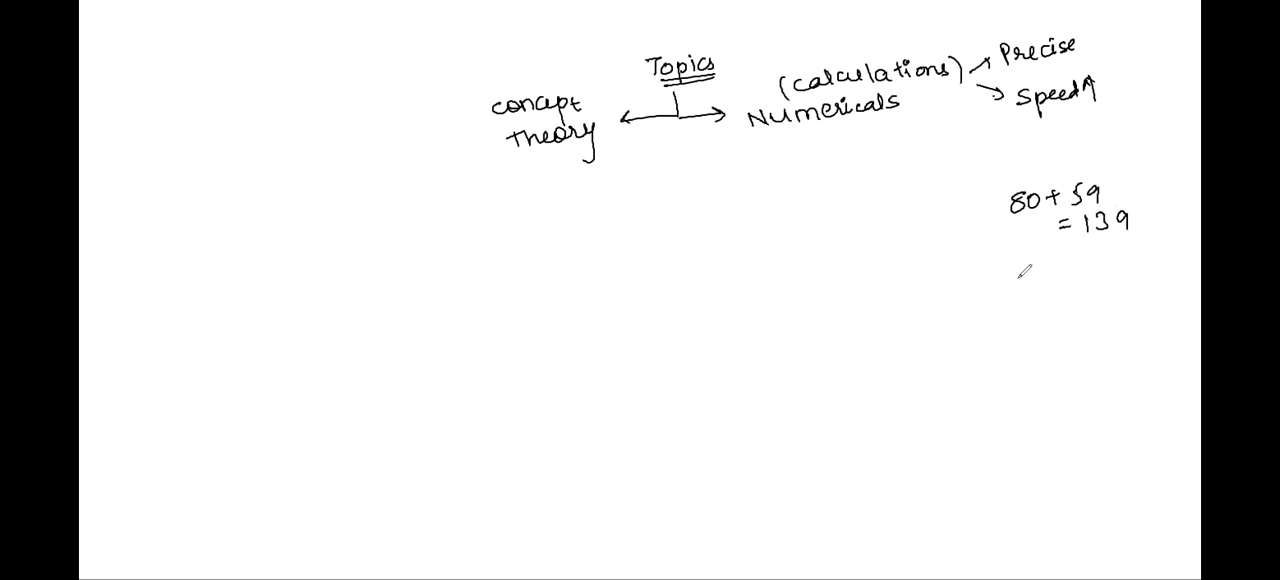 Topics
concept
theory
(calculations)
Numericals
Precise
Speed↑
80+59
=139